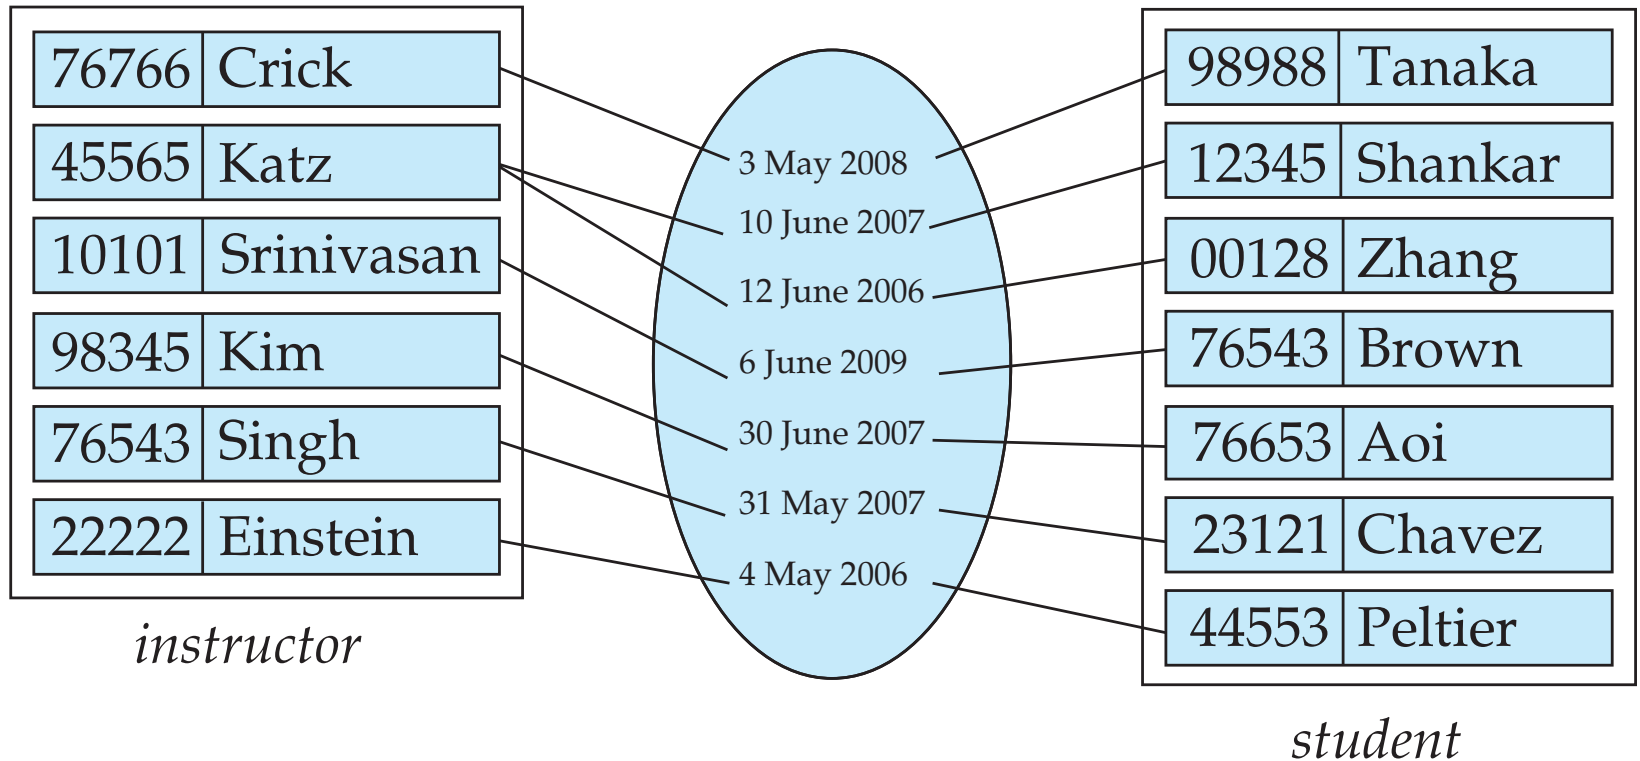 76766 Crick
45565 Katz
10101 Srinivasan
98345 Kim
76543 Singh
22222 Einstein
instructor
3 May 2008
10 June 2007
12 June 2006
6 June 2009
30 June 2007
31 May 2007
4 May 2006
98988 Tanaka
12345 Shankar
00128 Zhang
76543 Brown
76653 Aoi
23121 Chavez
44553 Peltier
student